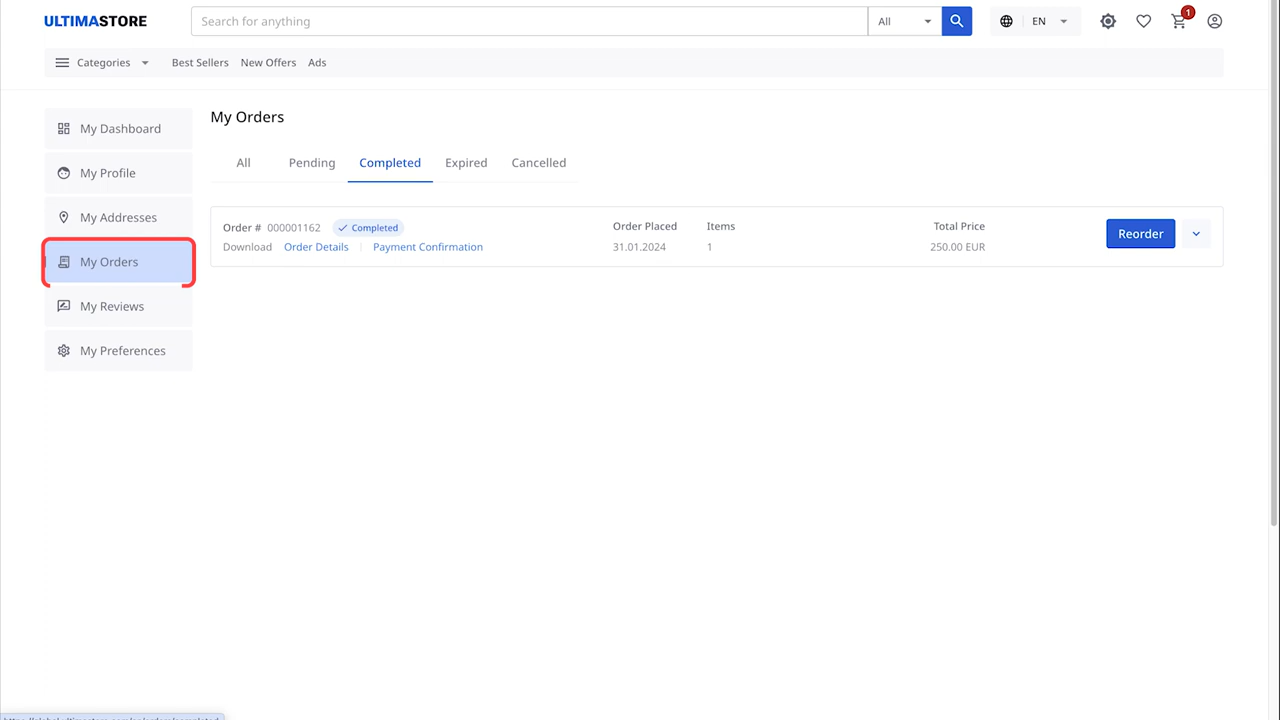 ULTIMASTORE
Search for anything
All
EN
1
Categories
Best Sellers
New Offers
Ads
My Dashboard
My Profile
My Addresses
My Orders
My Reviews
My Preferences
My Orders
All
Pending
Completed
Expired
Cancelled
Order # 000001162
Completed
Download
Order Details
Payment Confirmation
Order Placed
31.01.2024
Items
1
Total Price
250.00 EUR
Reorder